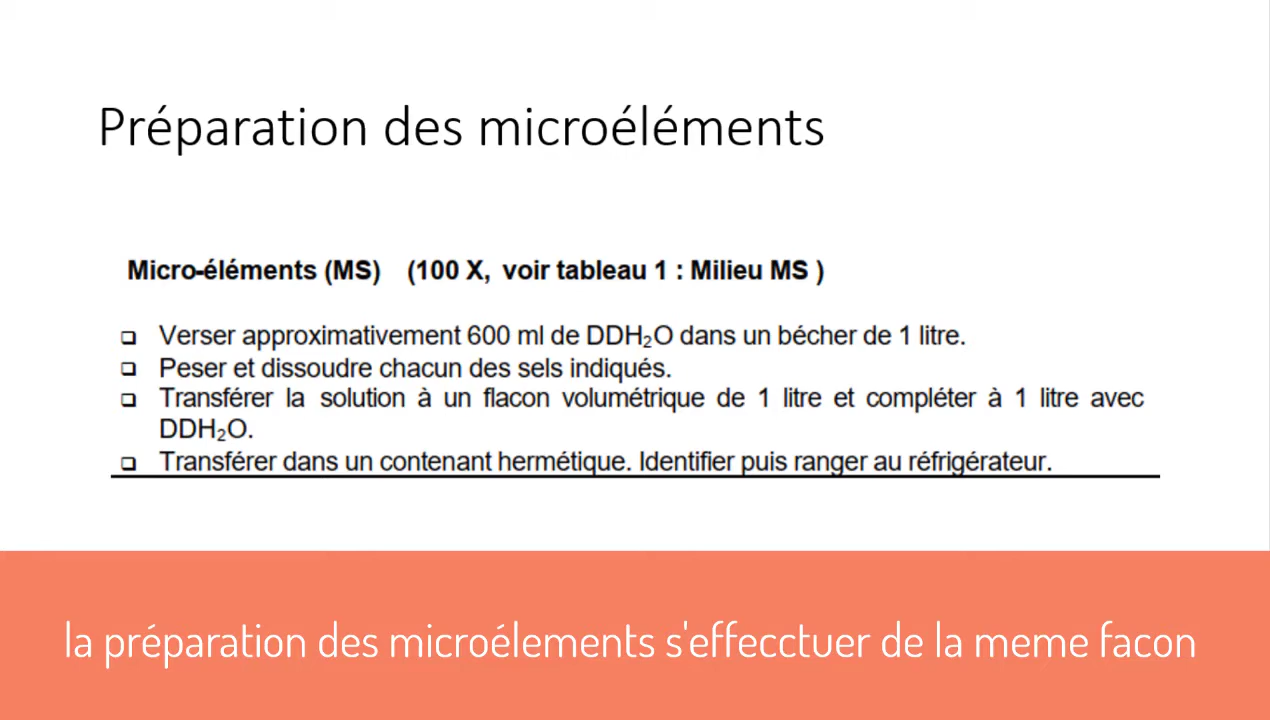 Préparation des microéléments
Micro-éléments (MS) (100 X, voir tableau 1 : Milieu MS )
Verser approximativement 600 ml de DDH₂O dans un bécher de 1 litre.
Peser et dissoudre chacun des sels indiqués.
Transférer la solution à un flacon volumétrique de 1 litre et compléter à 1 litre avec
DDH₂O.
Transférer dans un contenant hermétique. Identifier puis ranger au réfrigérateur.
la préparation des microélements s'effecctuer de la meme facon